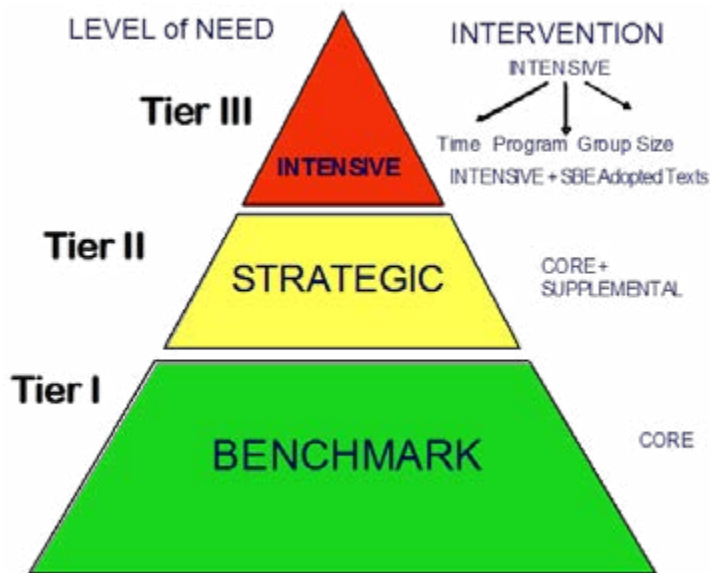 LEVEL of NEED
INTERVENTION
INTENSIVE
Tier III
Time Program Group Size
INTENSIVE
INTENSIVE + SBE Adopted Texts
Tier II
STRATEGIC
CORE +
SUPPLEMENTAL
Tier I
BENCHMARK
CORE